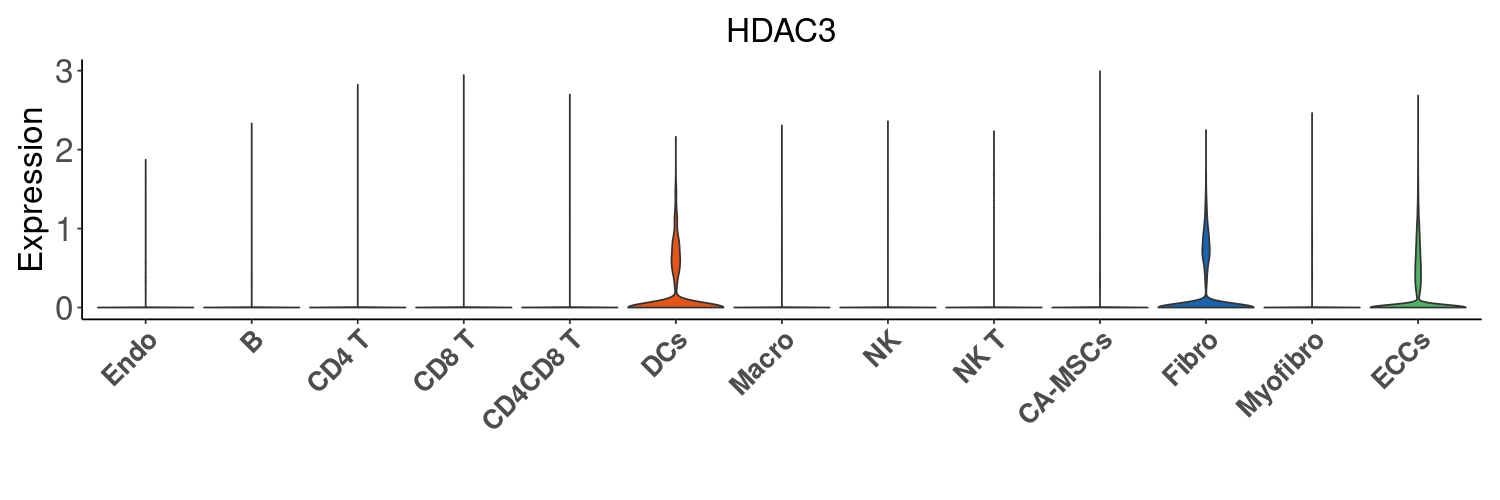 HDAC3
Expression
3
2
1
0
Endo
B
CD4 T
CD8 T
CD4CD8 T
DCs
Macro
NK
NK T
CA-MSCs
Fibro
Myofibro
ECCs